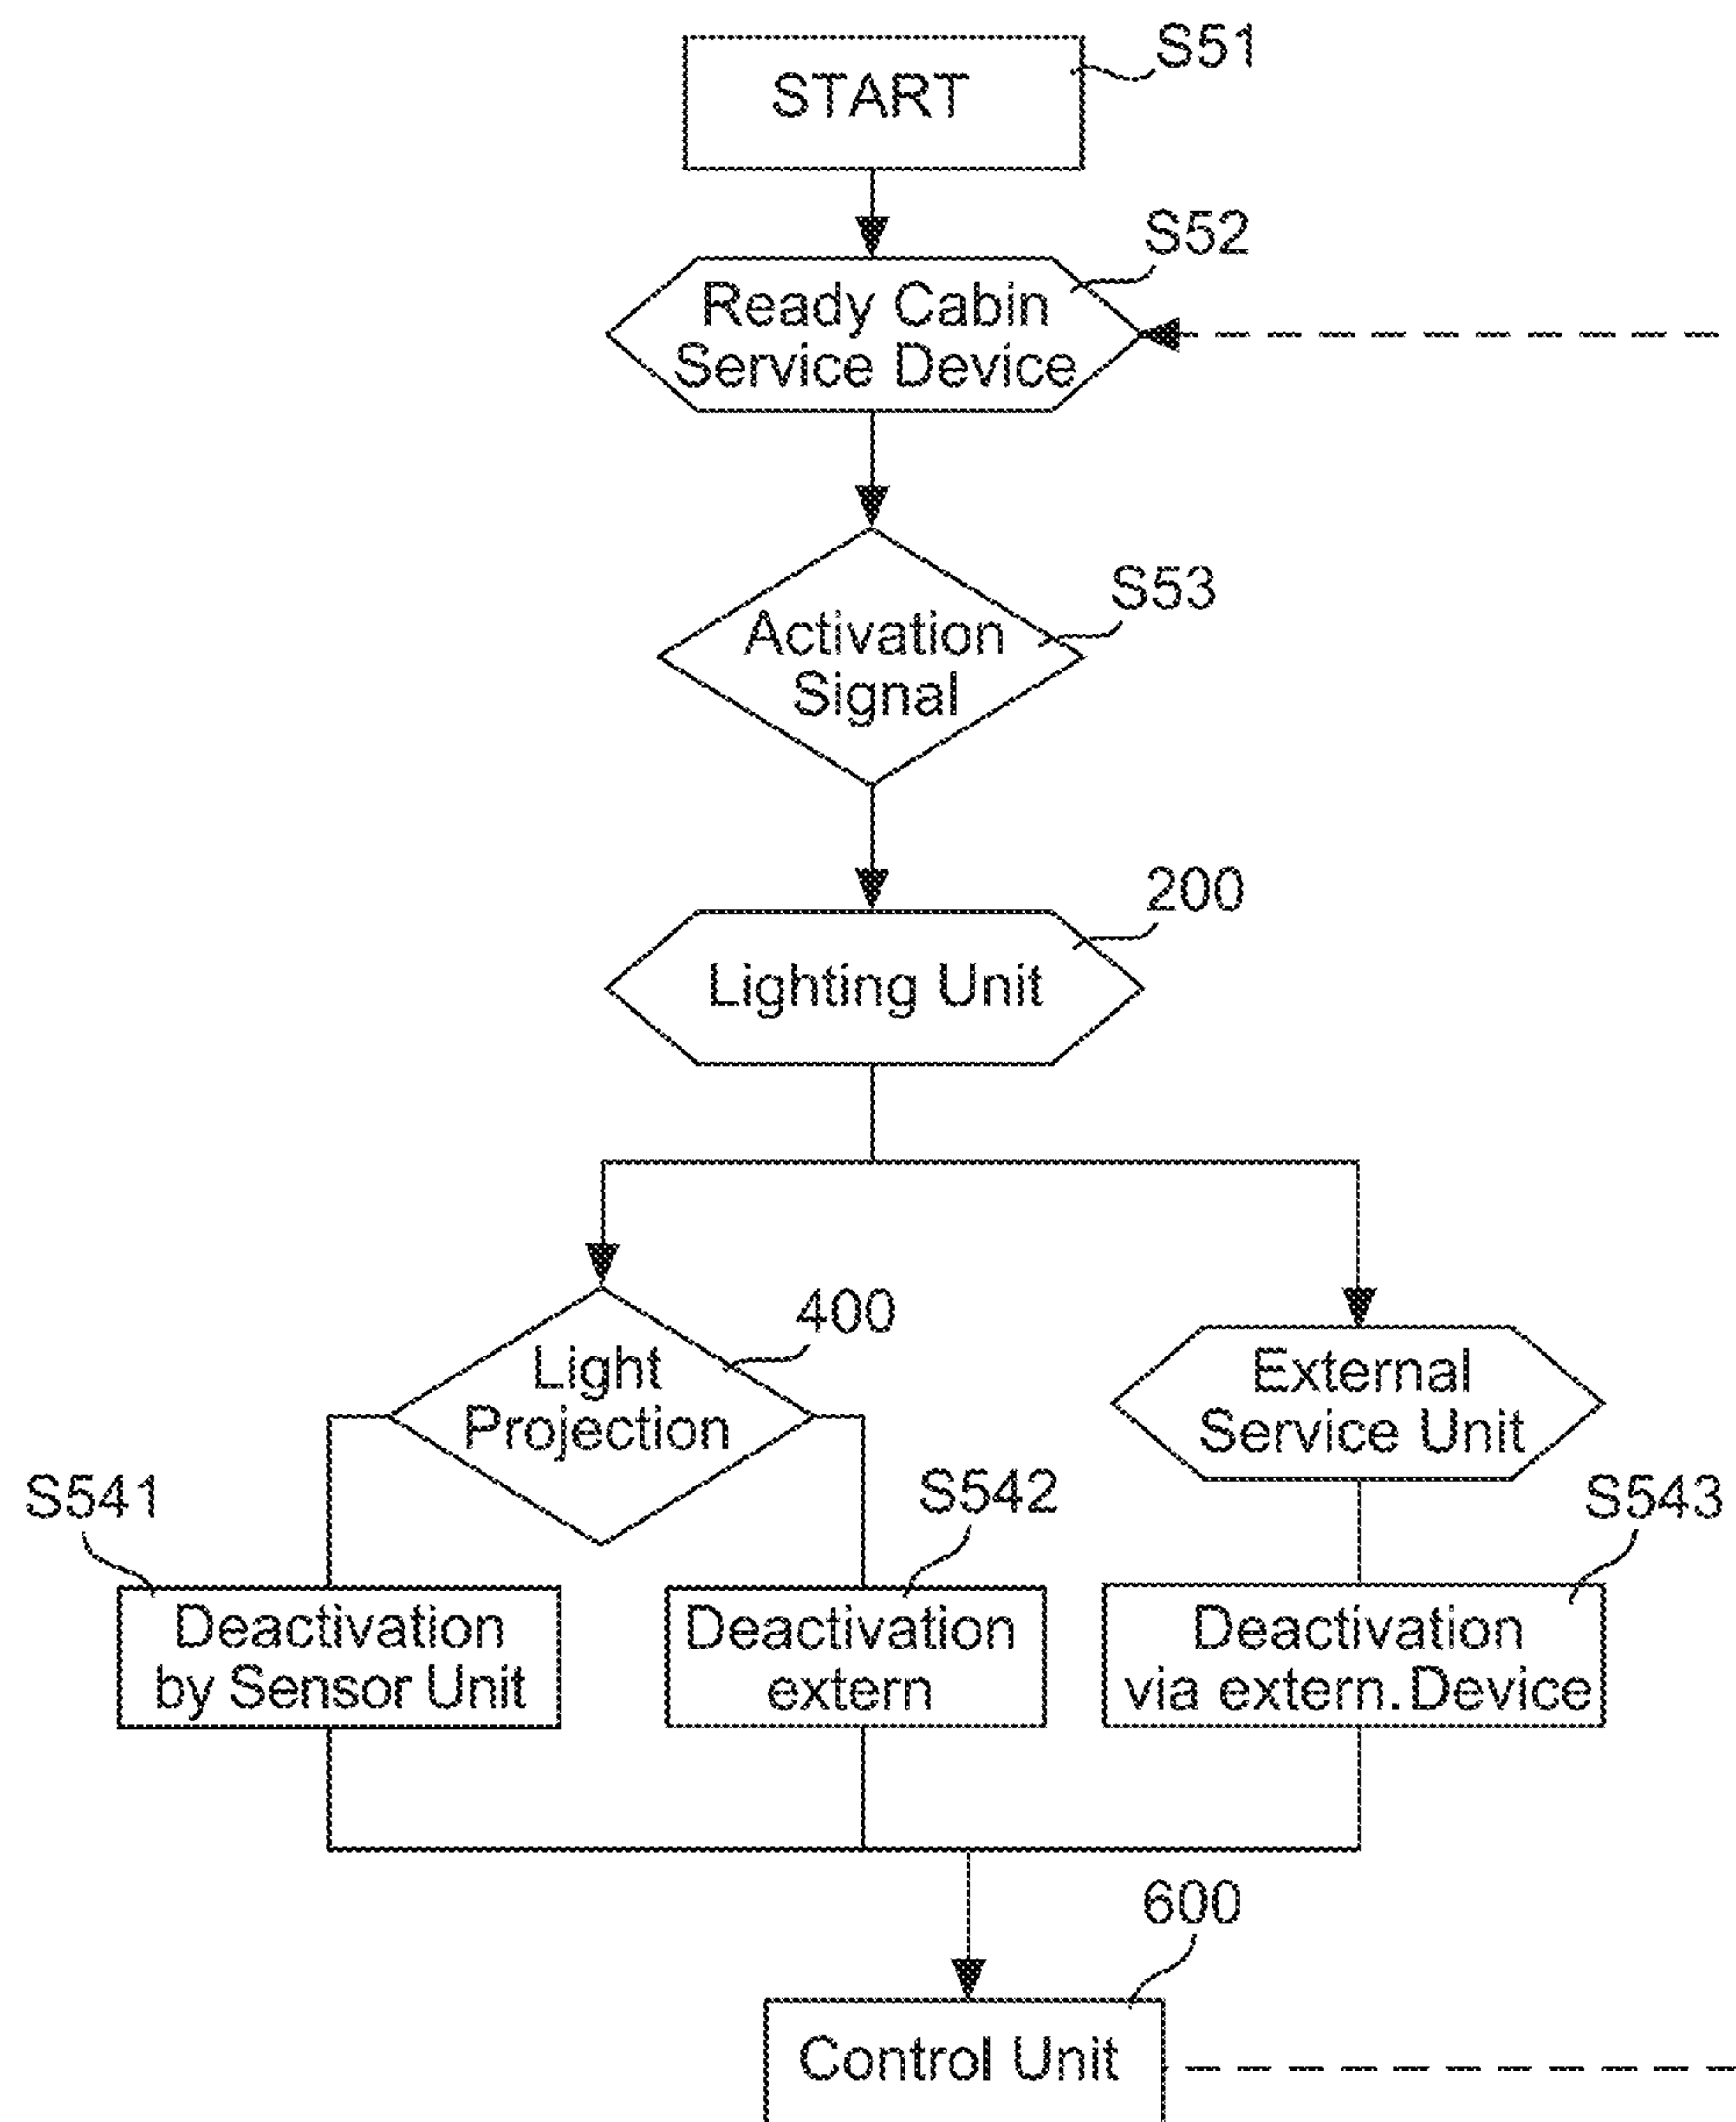 S51
START
S52
Ready Cabin
Service Device
S53
Activation
Signal
200
Lighting Unit
400
Light
Projection
External
Service Unit
S541
S542
S543
Deactivation
by Sensor Unit
Deactivation
extern
Deactivation
via extern. Device
600
Control Unit